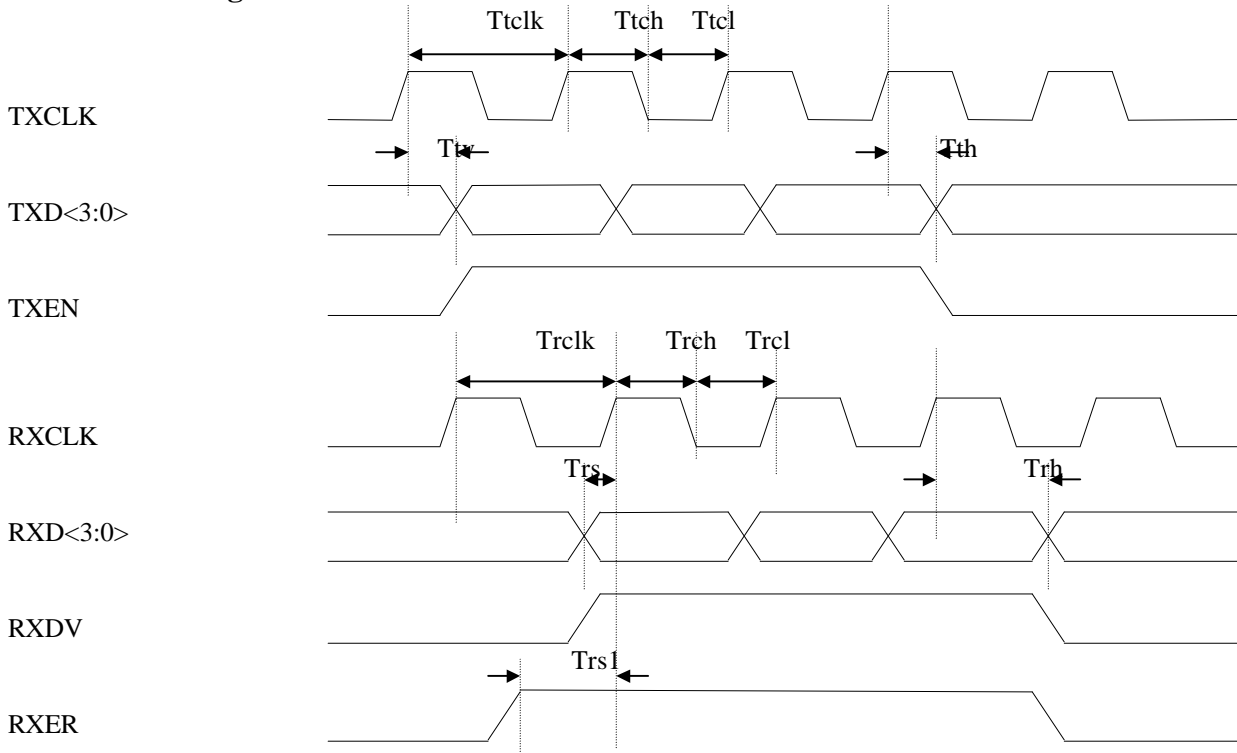 Ttclk Ttch Ttcl
TXCLK
Ttv Tth
TXD<3:0>
TXEN
Trclk Trch Trcl
RXCLK
Trs Trh
RXD<3:0>
RXDV
Trs1
RXER